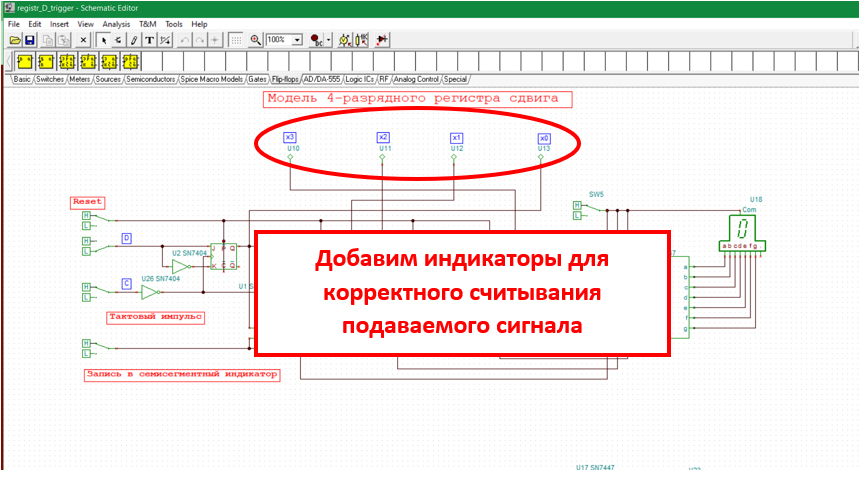 registr_D_trigger - Schematic Editor
File Edit Insert View Analysis T&M Tools Help
100%
Basic Switches Meters Sources Semiconductors Spice Macro Models Gates Flip-flops AD/DA-555 Logic ICs RF Analog Control Special
Модель 4-разрядного регистра сдвига
x3 x2 x1 x0
U10 U11 U12 U13
SW5
H
L
U18
Com
a b c d e f g
Reset
H
L
H
L
D
U2 SN7404
J Q
K C Q
U26 SN7404
C
H
L
U1
Тактовый импульс
H
L
Запись в семисегментный индикатор
Добавим индикаторы для
корректного считывания
подаваемого сигнала
a
b
c
d
e
f
g
U17 SN7447